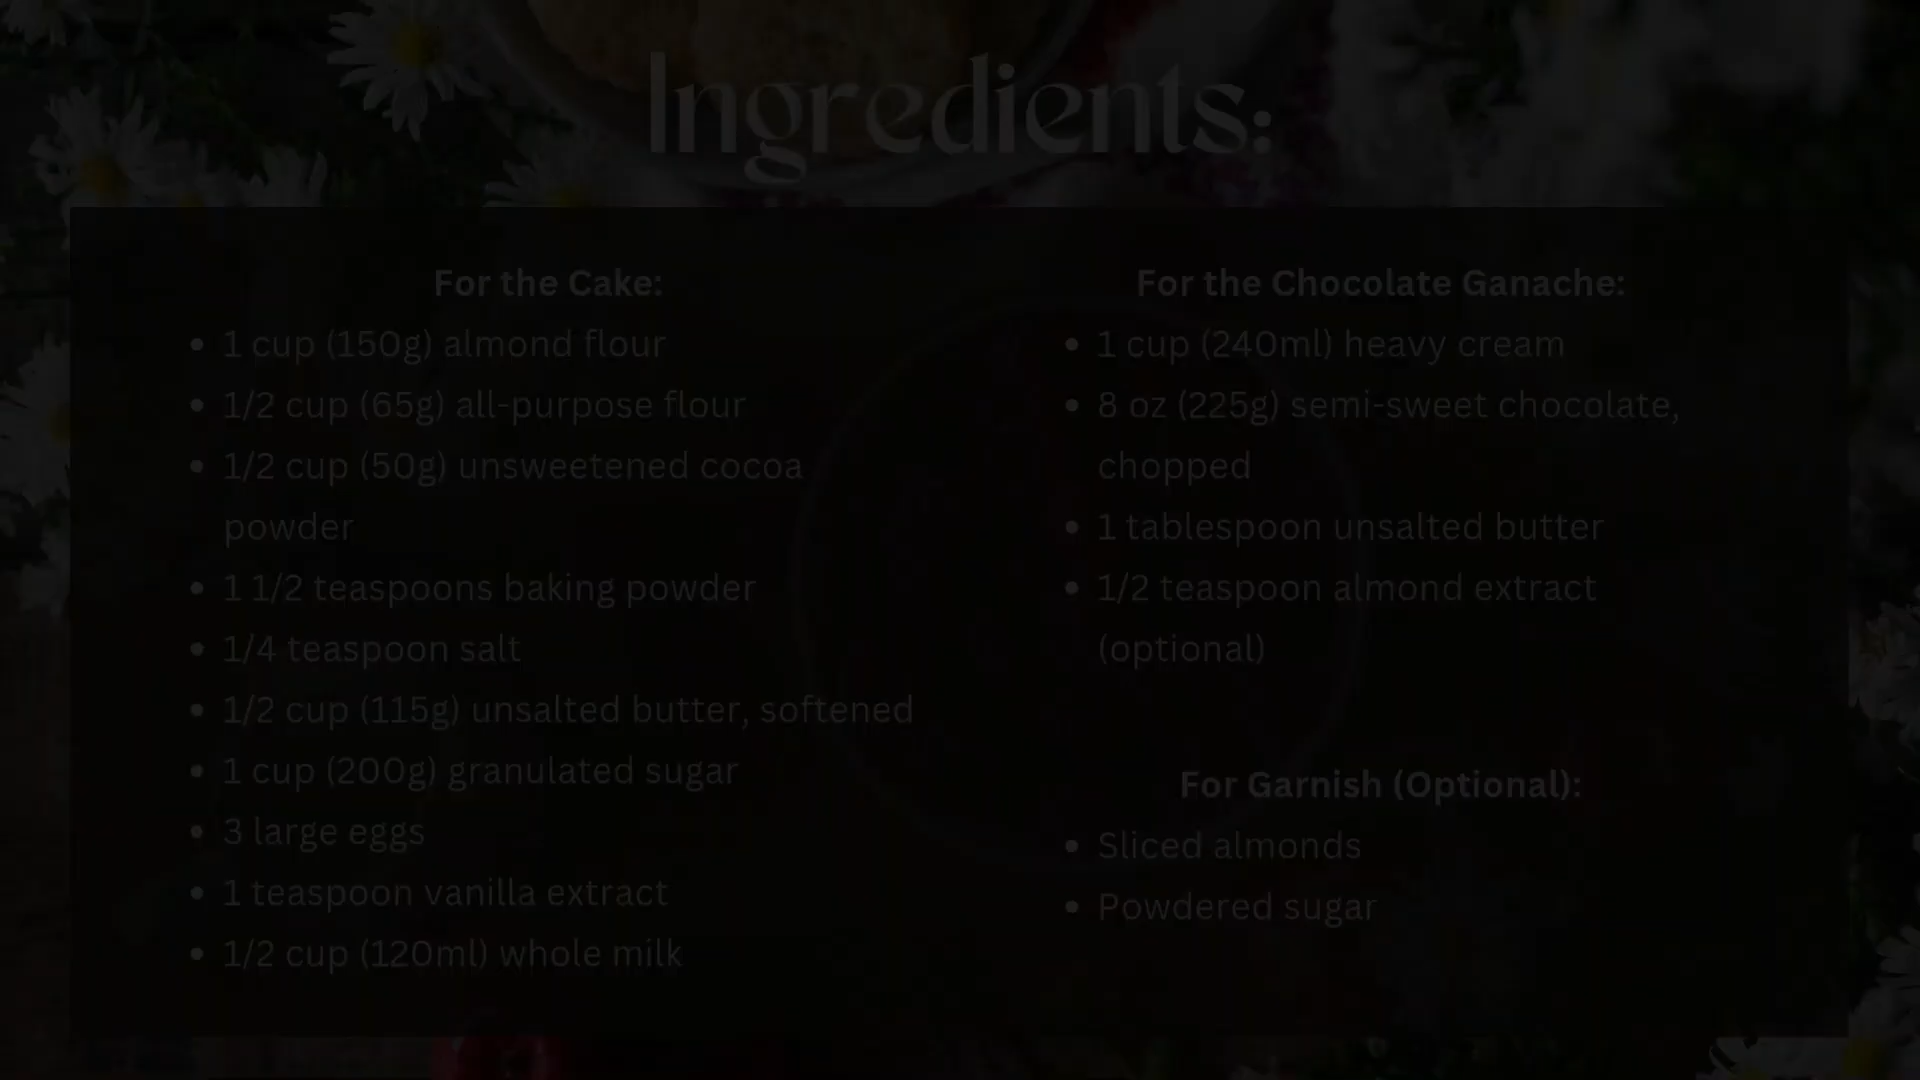 Ingredients:
For the Cake:
• 1 cup (150g) almond flour
• 1/2 cup (65g) all-purpose flour
• 1/2 cup (50g) unsweetened cocoa
powder
• 1 1/2 teaspoons baking powder
• 1/4 teaspoon salt
• 1/2 cup (115g) unsalted butter, softened
• 1 cup (200g) granulated sugar
• 3 large eggs
• 1 teaspoon vanilla extract
• 1/2 cup (120ml) whole milk
For the Chocolate Ganache:
• 1 cup (240ml) heavy cream
• 8 oz (225g) semi-sweet chocolate,
chopped
• 1 tablespoon unsalted butter
• 1/2 teaspoon almond extract
(optional)
For Garnish (Optional):
• Sliced almonds
• Powdered sugar